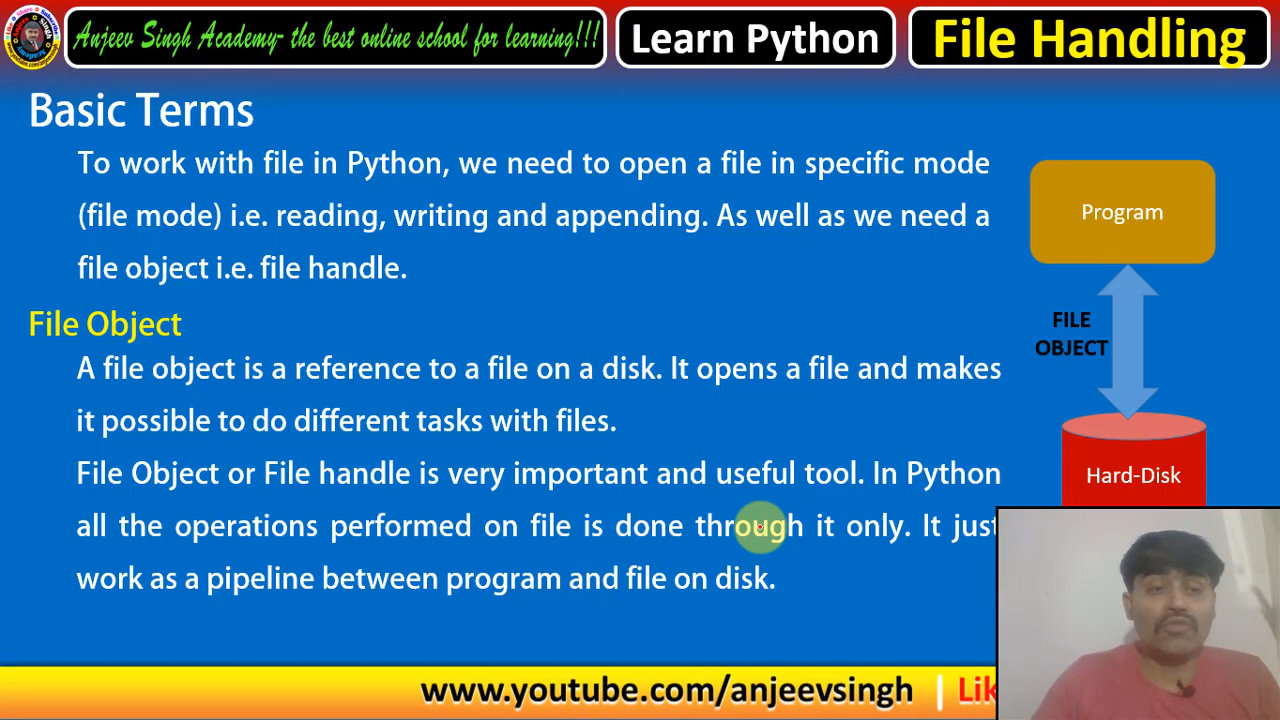 Anjeev Singh Academy- the best online school for learning!!!
Learn Python
File Handling
Basic Terms
To work with file in Python, we need to open a file in specific mode
(file mode) i.e. reading, writing and appending. As well as we need a
file object i.e. file handle.
File Object
A file object is a reference to a file on a disk. It opens a file and makes
it possible to do different tasks with files.
File Object or File handle is very important and useful tool. In Python
all the operations performed on file is done through it only. It just
work as a pipeline between program and file on disk.
Program
FILE
OBJECT
Hard-Disk
www.youtube.com/anjeevsingh | Lik